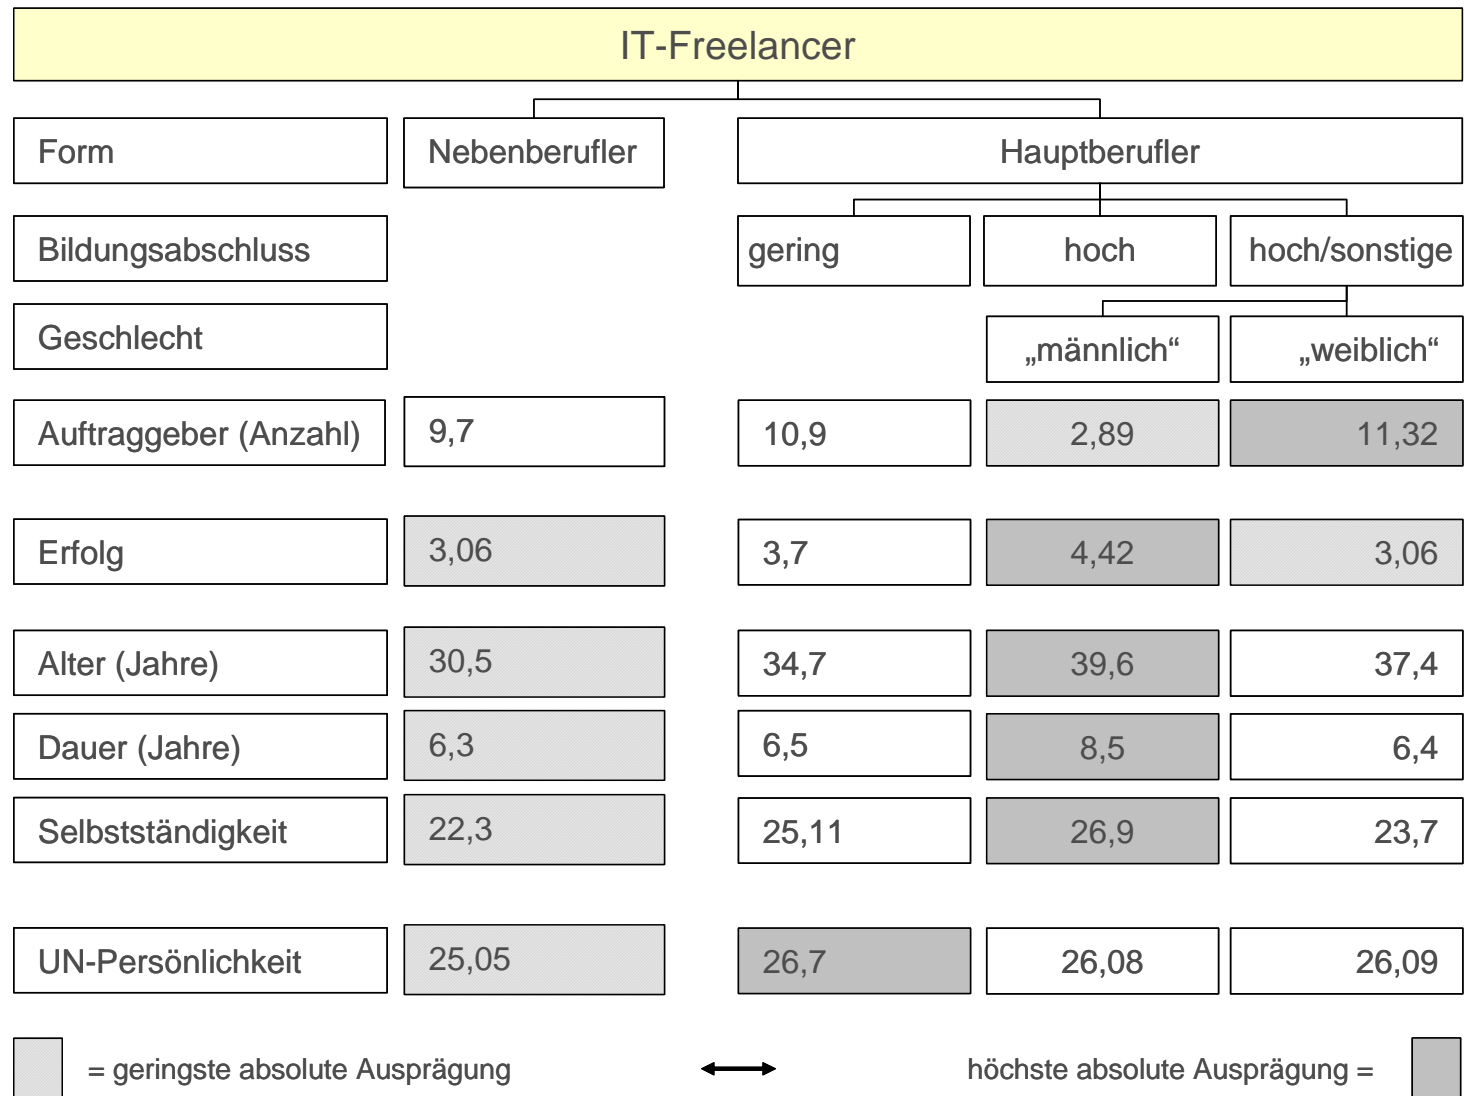 IT-Freelancer
Form Nebenberufler Hauptberufler
Bildungsabschluss gering hoch hoch/sonstige
Geschlecht „männlich“ „weiblich“
Auftraggeber (Anzahl) 9,7 10,9 2,89 11,32
Erfolg 3,06 3,7 4,42 3,06
Alter (Jahre) 30,5 34,7 39,6 37,4
Dauer (Jahre) 6,3 6,5 8,5 6,4
Selbstständigkeit 22,3 25,11 26,9 23,7
UN-Persönlichkeit 25,05 26,7 26,08 26,09
= geringste absolute Ausprägung höchste absolute Ausprägung =